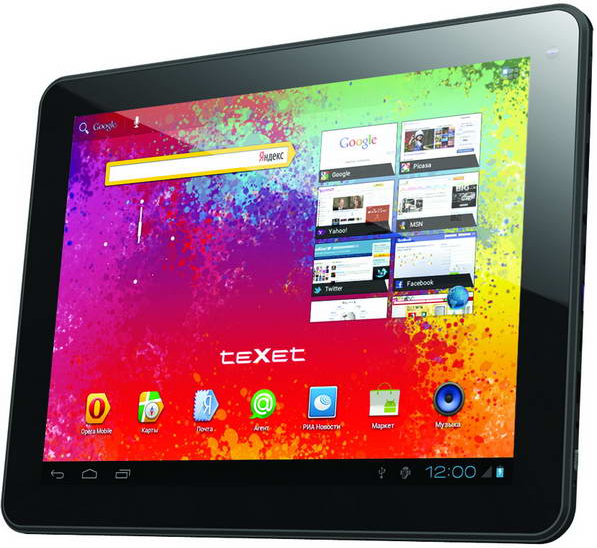 Google
Яндекс
Google
Google
Picasa
Yahoo!
MSN
Twitter
Facebook
teXet
Opera Mobile
Карты
Почта
Агент
РИА Новости
Маркет
Музыка
12:00